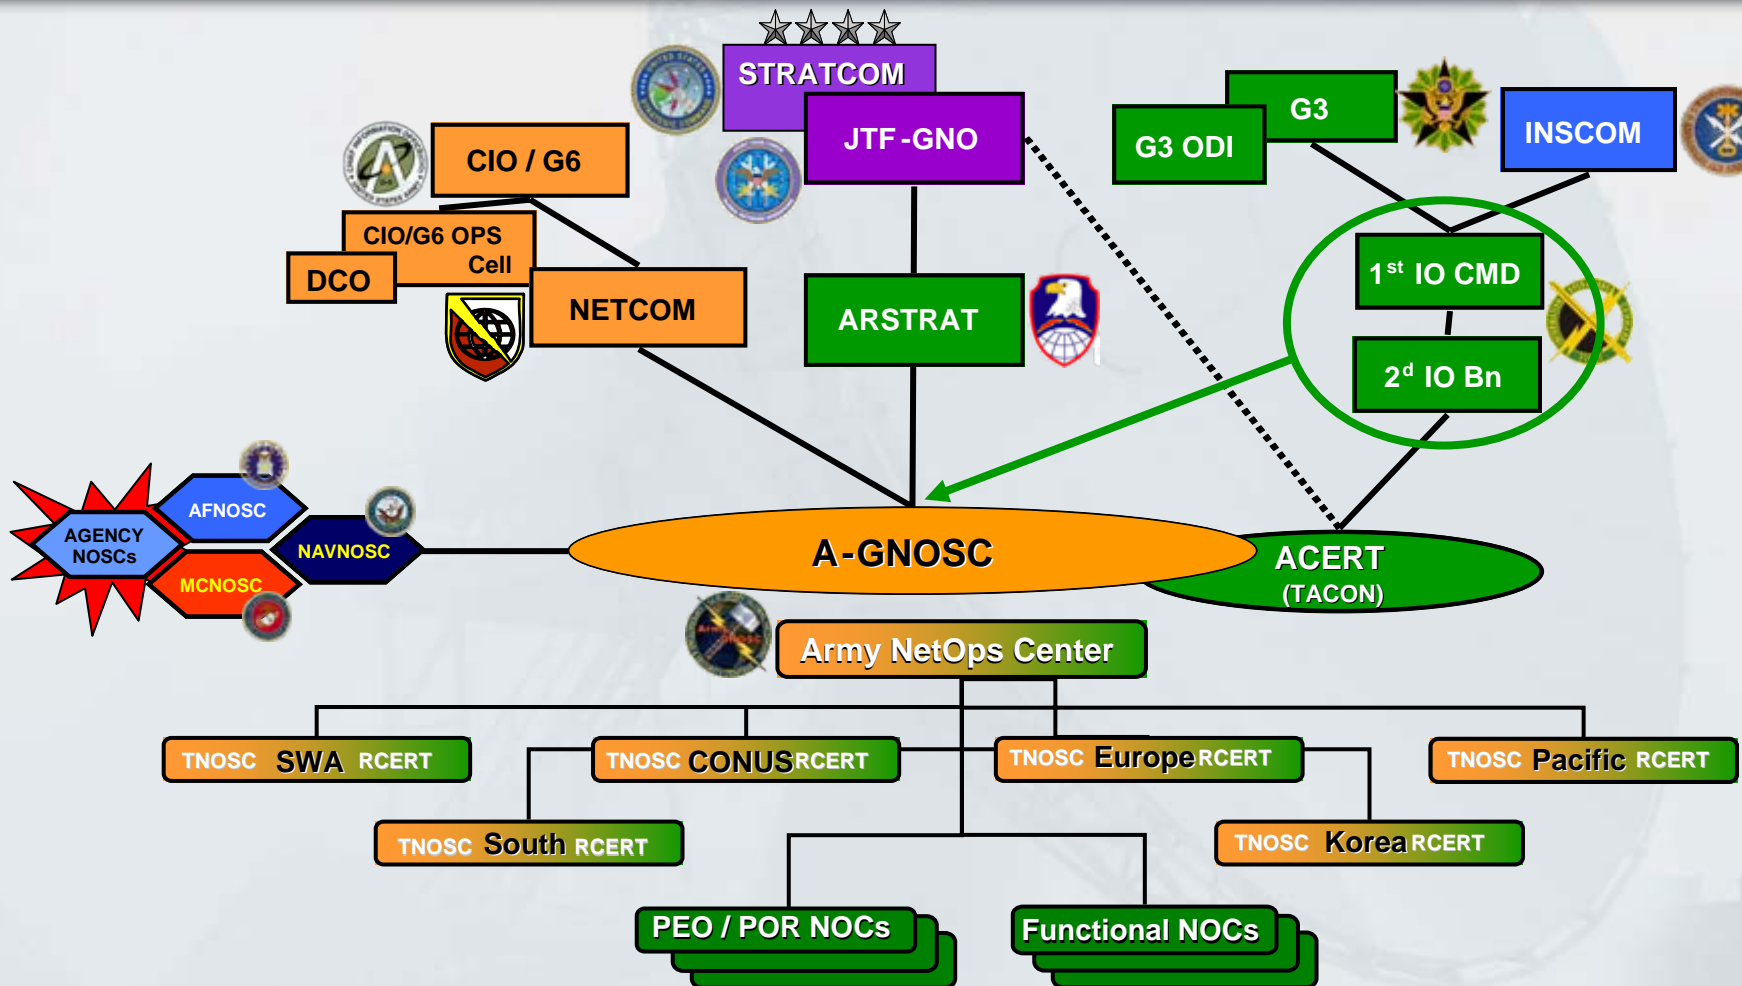 STRATCOM
JTF-GNO
G3
G3 ODI
INSCOM
CIO / G6
CIO/G6 OPS
Cell
DCO
NETCOM
ARSTRAT
1st IO CMD
2d IO Bn
AFNOSC
AGENCY
NOSCs
NAVNOSC
MCNOSC
A-GNOSC
ACERT
(TACON)
Army NetOps Center
TNOSC SWA RCERT
TNOSC CONUS RCERT
TNOSC Europe RCERT
TNOSC Pacific RCERT
TNOSC South RCERT
TNOSC Korea RCERT
PEO / POR NOCs
Functional NOCs